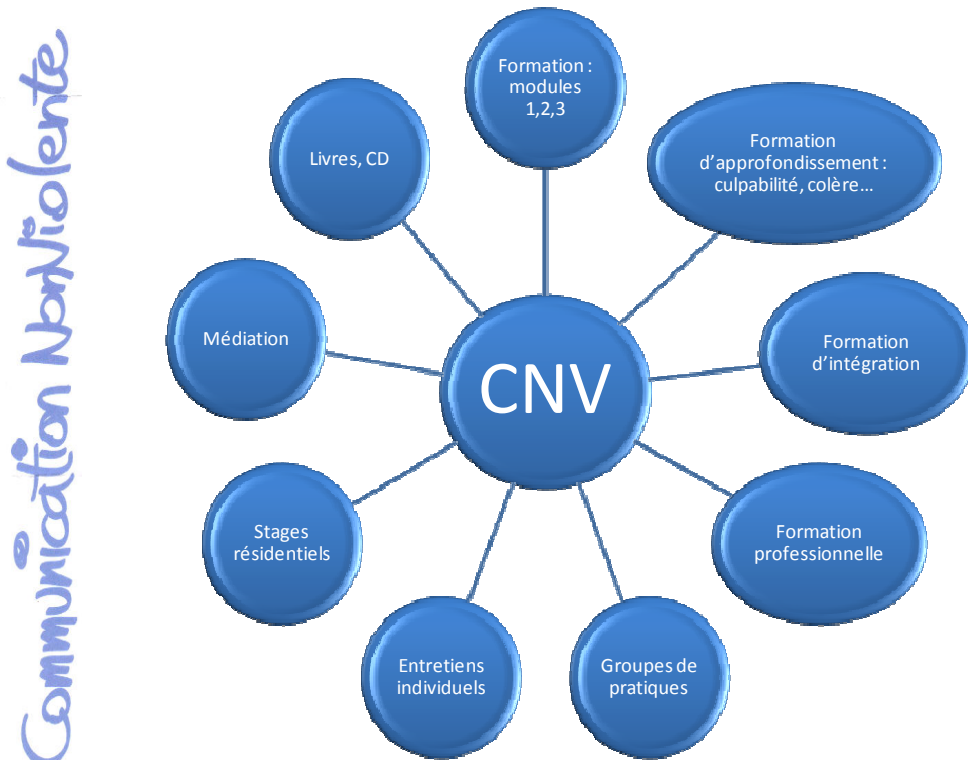 Communication NonViolente
Formation :
modules
1,2,3
Formation
d'approfondissement :
culpabilité, colère...
Formation
d'intégration
Formation
professionnelle
Groupes de
pratiques
Entretiens
individuels
Stages
résidentiels
Médiation
Livres, CD
CNV